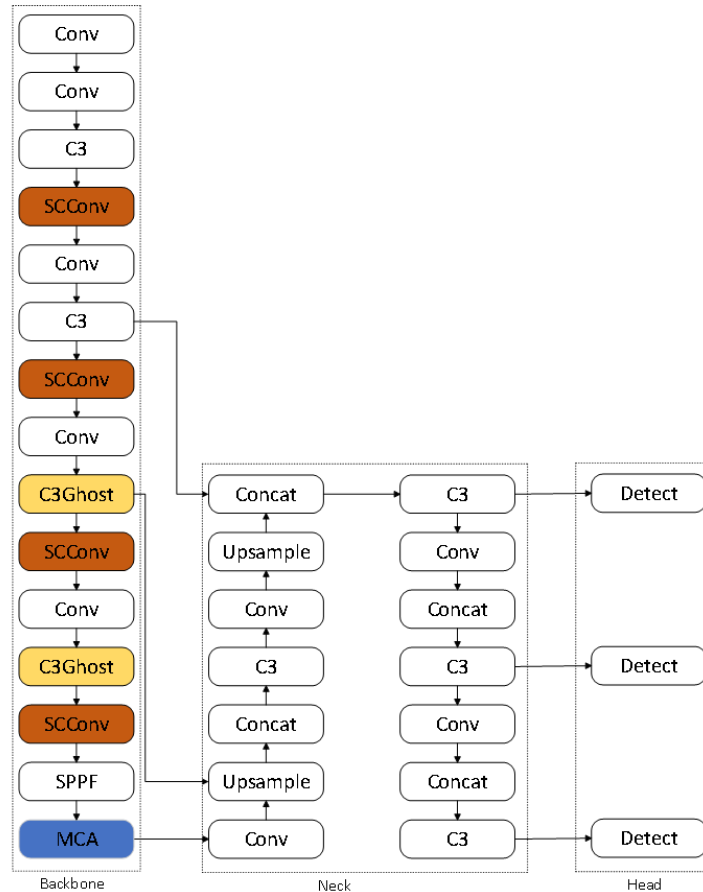 Conv
Conv
C3
SCConv
Conv
C3
SCConv
Conv
C3Ghost
SCConv
Conv
C3Ghost
SCConv
SPPF
MCA
Backbone
Concat
Upsample
Conv
C3
Concat
Upsample
Conv
C3
Conv
Concat
C3
Conv
Concat
C3
Neck
Detect
Detect
Detect
Head